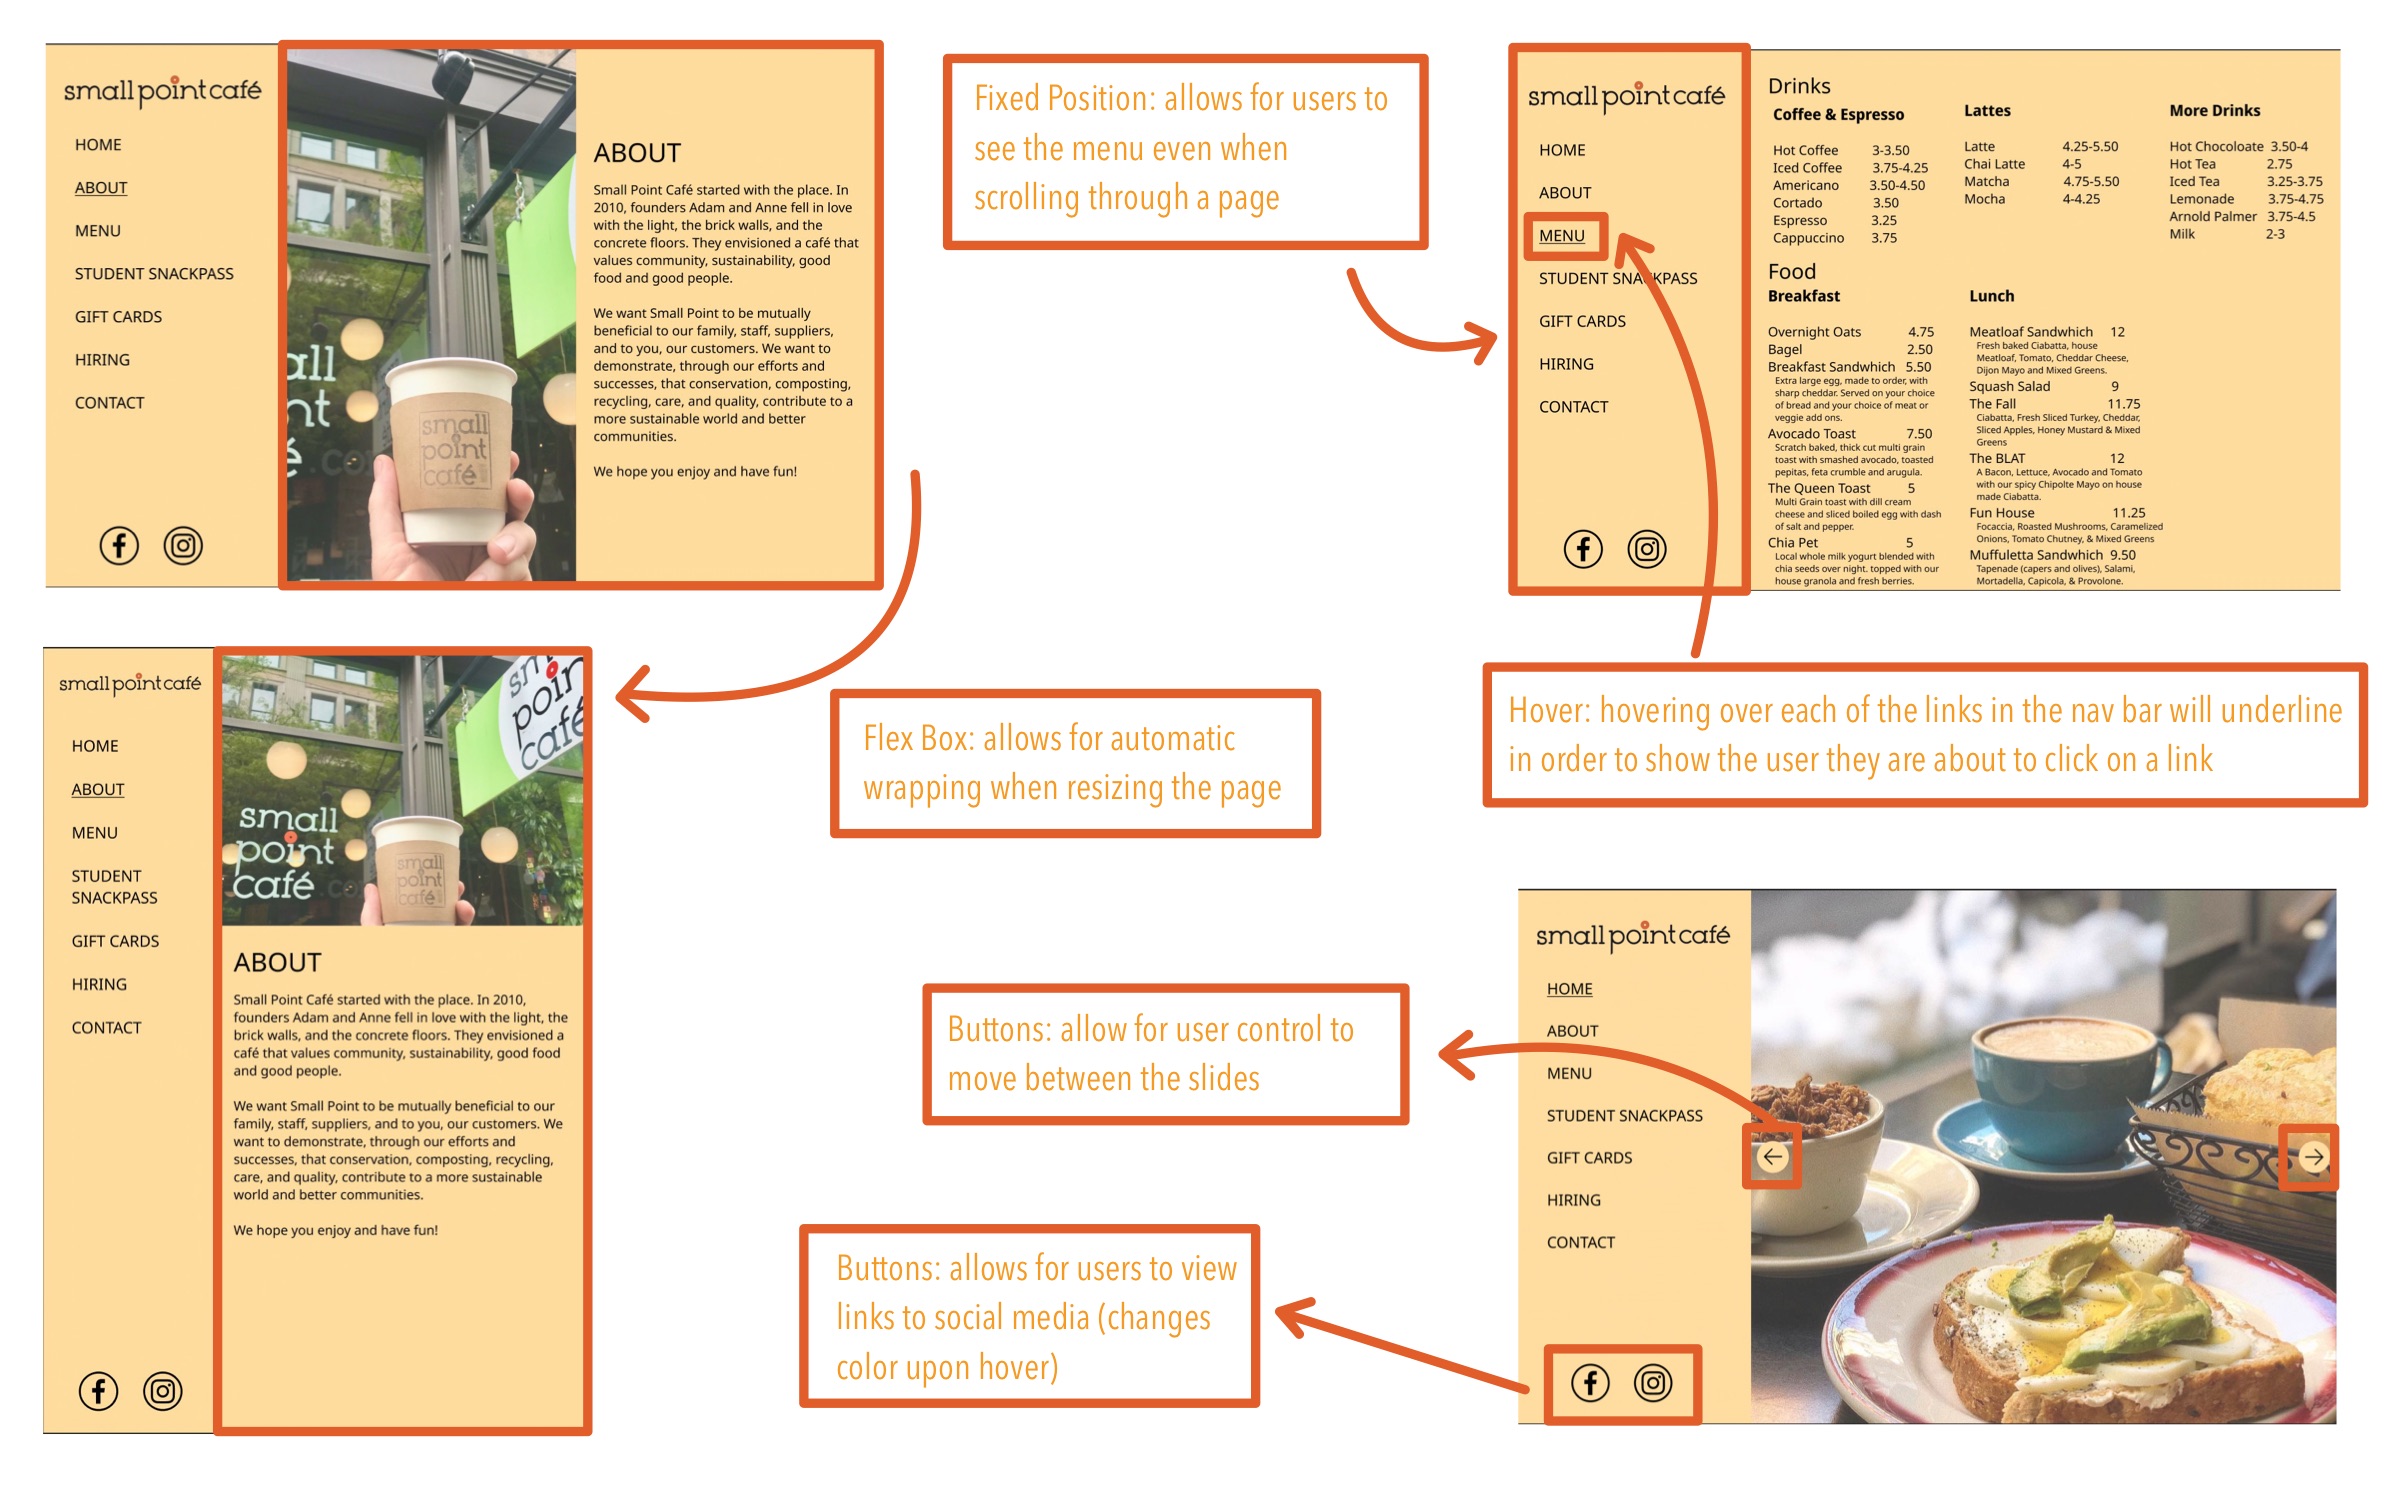 small point café
HOME
ABOUT
MENU
STUDENT SNACKPASS
GIFT CARDS
HIRING
CONTACT
all
nt
é
.co
small
point
café
ABOUT
Small Point Café started with the place. In
2010, founders Adam and Anne fell in love
with the light, the brick walls, and the
concrete floors. They envisioned a café that
values community, sustainability, good
food and good people.
We want Small Point to be mutually
beneficial to our family, staff, suppliers,
and to you, our customers. We want to
demonstrate, through our efforts and
successes, that conservation, composting,
recycling, care, and quality, contribute to a
more sustainable world and better
communities.
We hope you enjoy and have fun!
Fixed Position: allows for users to
see the menu even when
scrolling through a page
small point café
HOME
ABOUT
MENU
STUDENT SNACKPASS
GIFT CARDS
HIRING
CONTACT
Drinks
Coffee & Espresso
Hot Coffee 3-3.50
Iced Coffee 3.75-4.25
Americano 3.50-4.50
Cortado 3.50
Espresso 3.25
Cappuccino 3.75
Lattes
Latte 4.25-5.50
Chai Latte 4-5
Matcha 4.75-5.50
Mocha 4-4.25
More Drinks
Hot Chocoloate 3.50-4
Hot Tea 2.75
Iced Tea 3.25-3.75
Lemonade 3.75-4.75
Arnold Palmer 3.75-4.5
Milk 2-3
Food
Breakfast
Overnight Oats 4.75
Bagel 2.50
Breakfast Sandwhich 5.50
Extra large egg, made to order, with
sharp cheddar. Served on your choice
of bread and your choice of meat or
veggie add ons.
Avocado Toast 7.50
Scratch baked, thick cut multi grain
toast with smashed avocado, toasted
pepitas, feta crumble and arugula.
The Queen Toast 5
Multi Grain toast with dill cream
cheese and sliced boiled egg with dash
of salt and pepper.
Chia Pet 5
Local whole milk yogurt blended with
chia seeds over night. topped with our
house granola and fresh berries.
Lunch
Meatloaf Sandwhich 12
Fresh baked Ciabatta, house
Meatloaf, Tomato, Cheddar Cheese,
Dijon Mayo and Mixed Greens.
Squash Salad 9
The Fall 11.75
Ciabatta, Fresh Sliced Turkey, Cheddar,
Sliced Apples, Honey Mustard & Mixed
Greens
The BLAT 12
A Bacon, Lettuce, Avocado and Tomato
with our spicy Chipolte Mayo on house
made Ciabatta.
Fun House 11.25
Focaccia, Roasted Mushrooms, Caramelized
Onions, Tomato Chutney, & Mixed Greens
Muffuletta Sandwhich 9.50
Tapenade (capers and olives), Salami,
Mortadella, Capicola, & Provolone.
small point café
HOME
ABOUT
MENU
STUDENT
SNACKPASS
GIFT CARDS
HIRING
CONTACT
sm
poin
café
small
point
café
.co
small
point
café
ABOUT
Small Point Café started with the place. In 2010,
founders Adam and Anne fell in love with the light, the
brick walls, and the concrete floors. They envisioned a
café that values community, sustainability, good food
and good people.
We want Small Point to be mutually beneficial to our
family, staff, suppliers, and to you, our customers. We
want to demonstrate, through our efforts and
successes, that conservation, composting, recycling,
care, and quality, contribute to a more sustainable
world and better communities.
We hope you enjoy and have fun!
Flex Box: allows for automatic
wrapping when resizing the page
Hover: hovering over each of the links in the nav bar will underline
in order to show the user they are about to click on a link
Buttons: allow for user control to
move between the slides
Buttons: allows for users to view
links to social media (changes
color upon hover)
small point café
HOME
ABOUT
MENU
STUDENT SNACKPASS
GIFT CARDS
HIRING
CONTACT